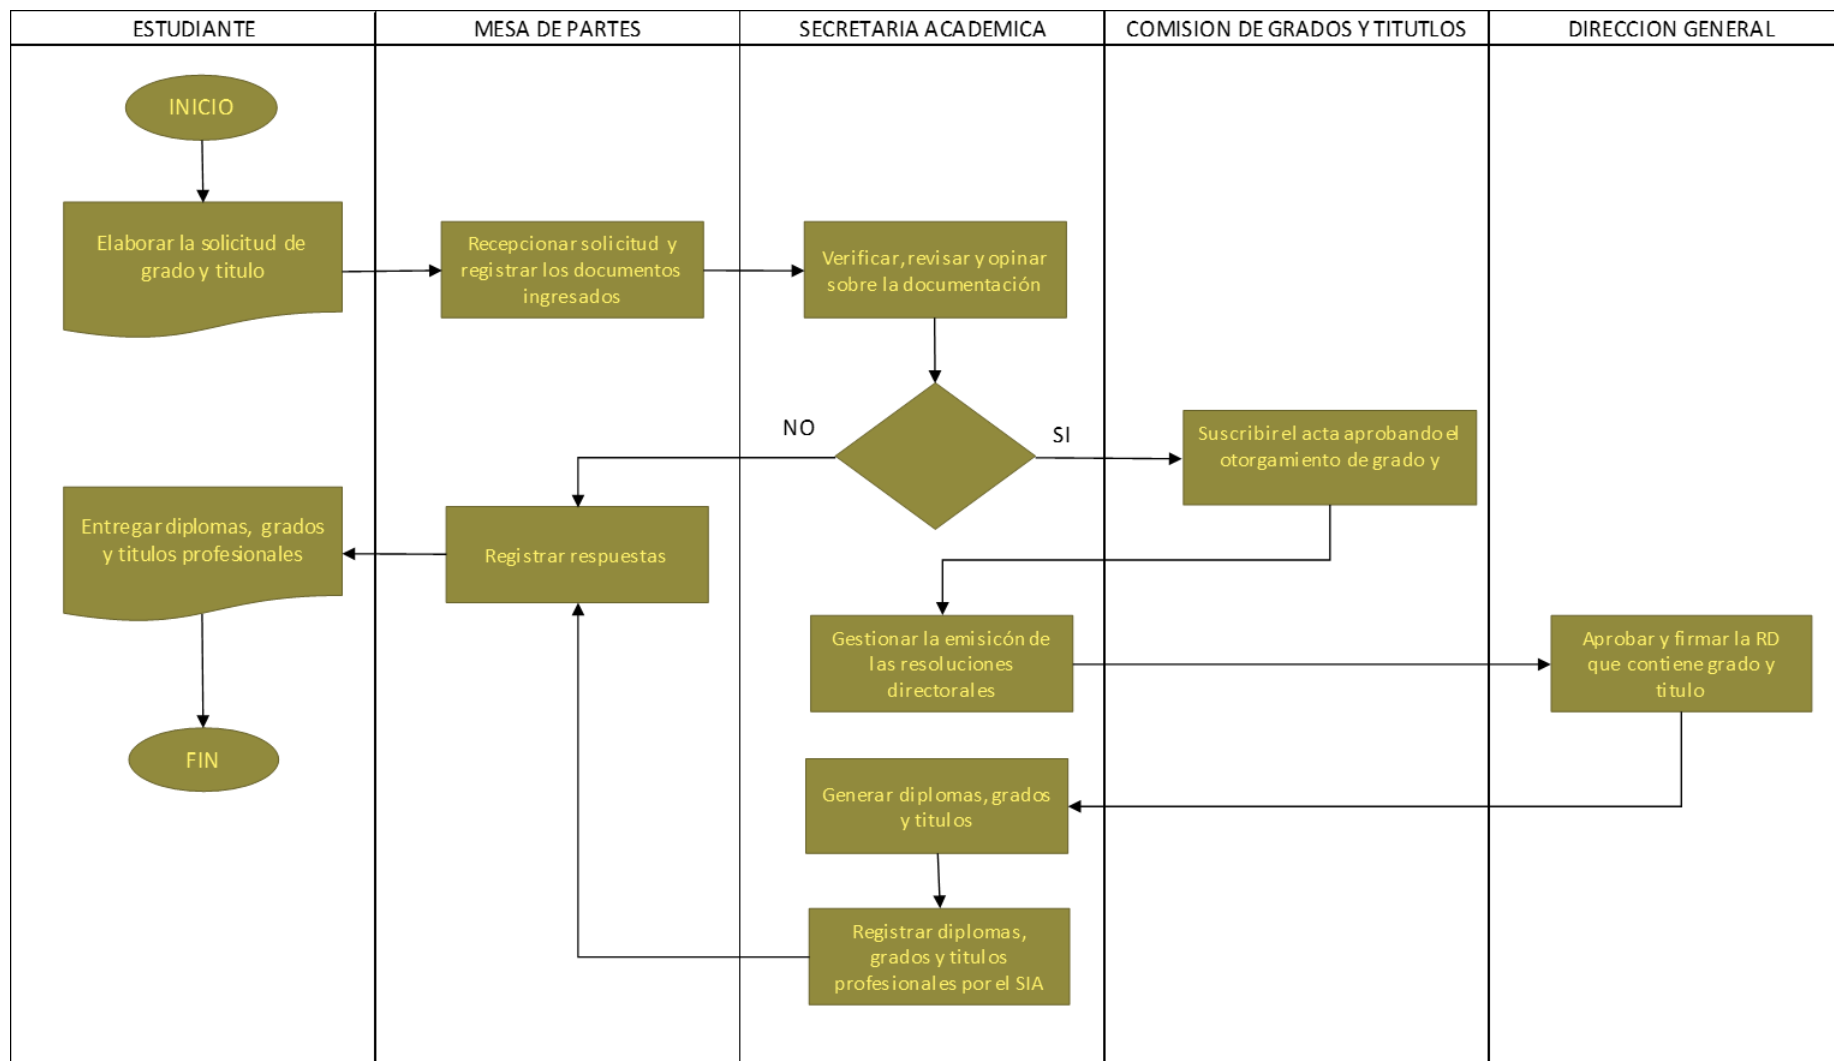 ESTUDIANTE
MESA DE PARTES
SECRETARIA ACADEMICA
COMISION DE GRADOS Y TITUTLOS
DIRECCION GENERAL
INICIO
Elaborar la solicitud de
grado y titulo
Recepcionar solicitud y
registrar los documentos
ingresados
Verificar, revisar y opinar
sobre la documentación
NO
SI
Suscribir el acta aprobando el
otorgamiento de grado y
Entregar diplomas, grados
y titulos profesionales
Registrar respuestas
Gestionar la emisicón de
las resoluciones
directorales
Aprobar y firmar la RD
que contiene grado y
titulo
FIN
Generar diplomas, grados
y titulos
Registrar diplomas,
grados y titulos
profesionales por el SIA